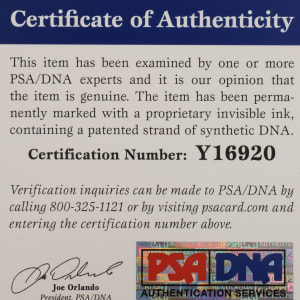 Certificate of Authenticity
This item has been examined by one or more
PSA/DNA experts and it is our opinion that
the item is genuine. The item has been perma-
nently marked with a proprietary invisible ink,
containing a patented strand of synthetic DNA.
Certification Number: Y16920
Verification inquiries can be made to PSA/DNA by
calling 800-325-1121 or by visiting psacard.com and
entering the certification number above.
Joe Orlando
President, PSA/DNA
PSA DNA
AUTHENTICATION SERVICES